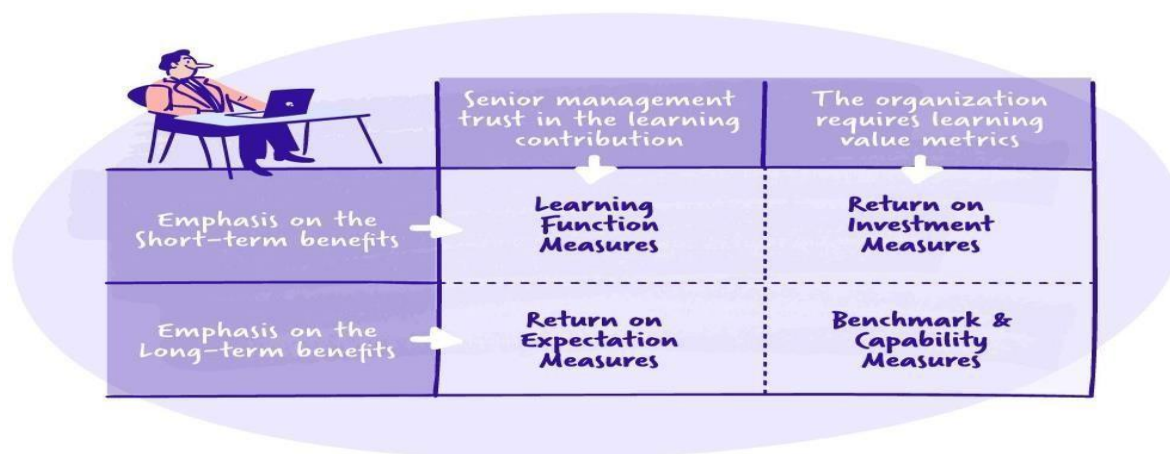 Senior management
trust in the learning
contribution
The organization
requires learning
value metrics
Emphasis on the
Short-term benefits
Learning
Function
Measures
Return on
Investment
Measures
Emphasis on the
Long-term benefits
Return on
Expectation
Measures
Benchmark &
Capability
Measures